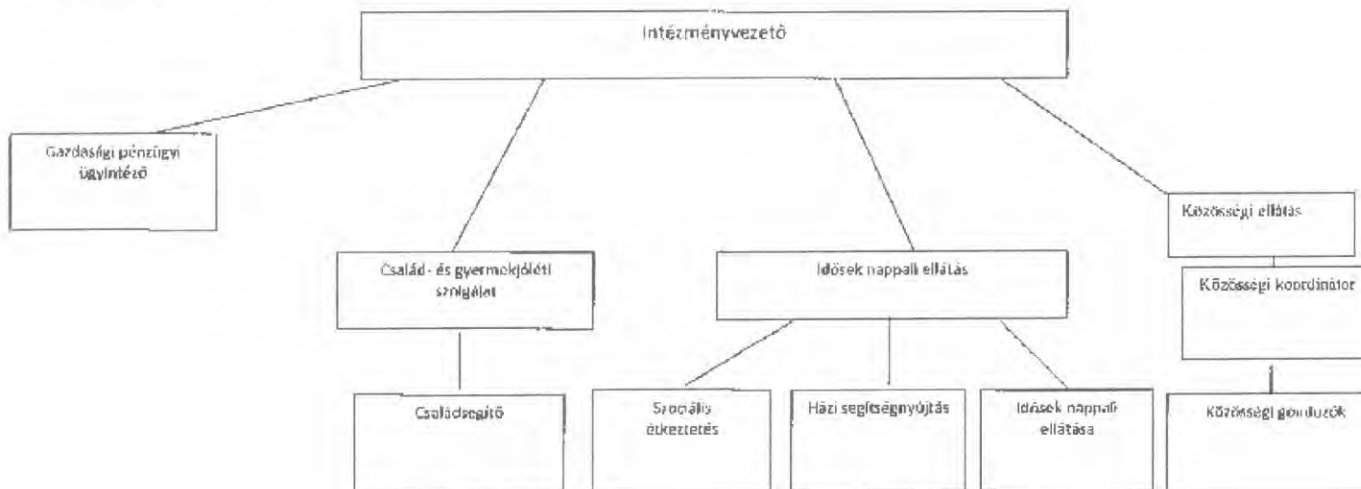 Intézményvezető
Gazdasági pénzügyi
ügyintéző
Közösségi ellátás
Család- és gyermekjóléti
szolgálat
Idősek nappali ellátás
Közösségi koordinátor
Családsegítő
Szociális
étkeztetés
Házi segítségnyújtás
Idősek nappali
ellátása
Közösségi gondozók